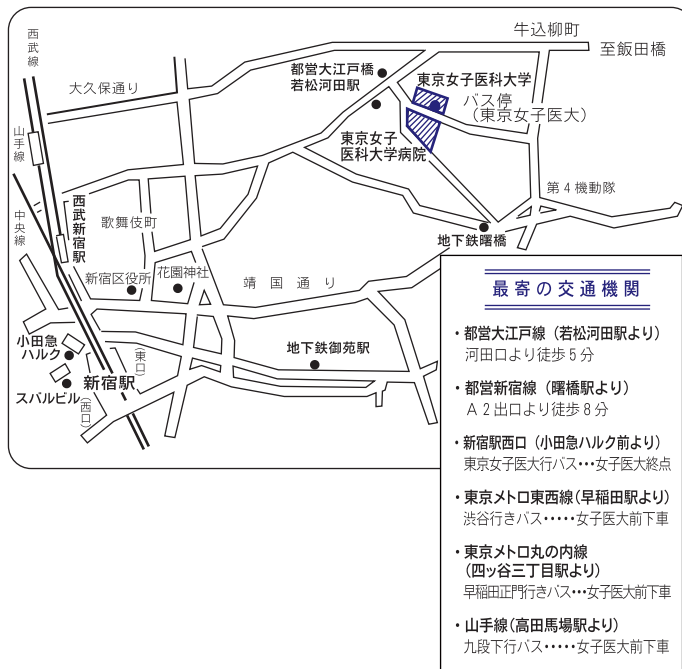 牛込柳町
至飯田橋
西武線
都営大江戸橋
若松河田駅
東京女子医科大学
バス停
（東京女子医大）
大久保通り
山手線
東京女子
医科大学病院
第４機動隊
中央線
西武新宿駅
歌舞伎町
地下鉄曙橋
新宿区役所
花園神社
靖国通り
小田急
ハルク
（東口）
地下鉄御苑駅
新宿駅
スバルビル
（西口）
最寄の交通機関
・都営大江戸線（若松河田駅より）
河田口より徒歩５分
・都営新宿線（曙橋駅より）
Ａ２出口より徒歩８分
・新宿駅西口（小田急ハルク前より）
東京女子医大行バス･･･女子医大終点
・東京メトロ東西線（早稲田駅より）
渋谷行きバス･････女子医大前下車
・東京メトロ丸の内線
（四ッ谷三丁目駅より）
早稲田正門行きバス･･･女子医大前下車
・山手線（高田馬場駅より）
九段下行バス･････女子医大前下車